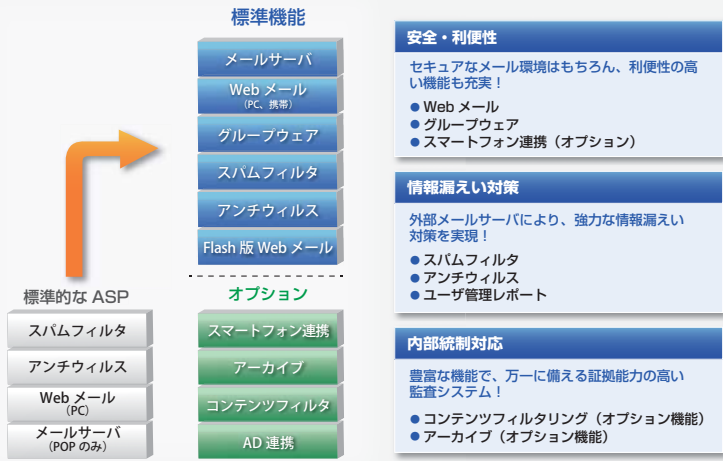 標準機能
メールサーバ
Web メール
(PC、携帯)
グループウェア
スパムフィルタ
アンチウィルス
Flash 版 Web メール
オプション
スマートフォン連携
アーカイブ
コンテンツフィルタ
AD 連携
標準的な ASP
スパムフィルタ
アンチウィルス
Web メール
(PC)
メールサーバ
(POP のみ)
安全・利便性
セキュアなメール環境はもちろん、利便性の高
い機能も充実！
● Web メール
● グループウェア
● スマートフォン連携（オプション）
情報漏えい対策
外部メールサーバにより、強力な情報漏えい
対策を実現！
● スパムフィルタ
● アンチウィルス
● ユーザ管理レポート
内部統制対応
豊富な機能で、万一に備える証拠能力の高い
監査システム！
● コンテンツフィルタリング（オプション機能）
● アーカイブ（オプション機能）